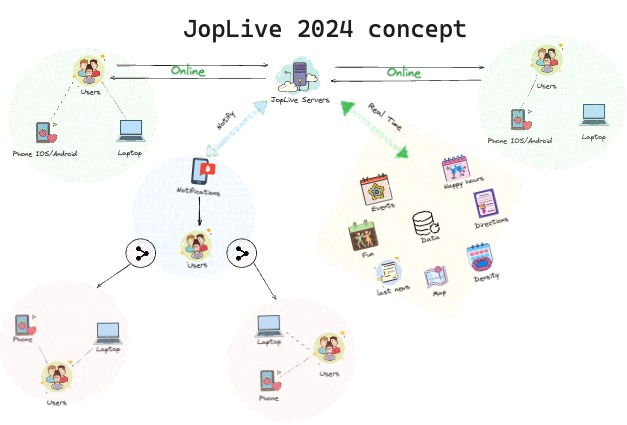 JopLive 2024 concept
Users
Online
JopLive Servers
Online
Users
Phone IOS/Android
Laptop
Notify
Real Time
Phone IOS/Android
Laptop
Notifications
Users
Events
Happy hours
Directions
Data
Fun
last news
Map
Density
Phone
Laptop
Users
Laptop
Users
Phone